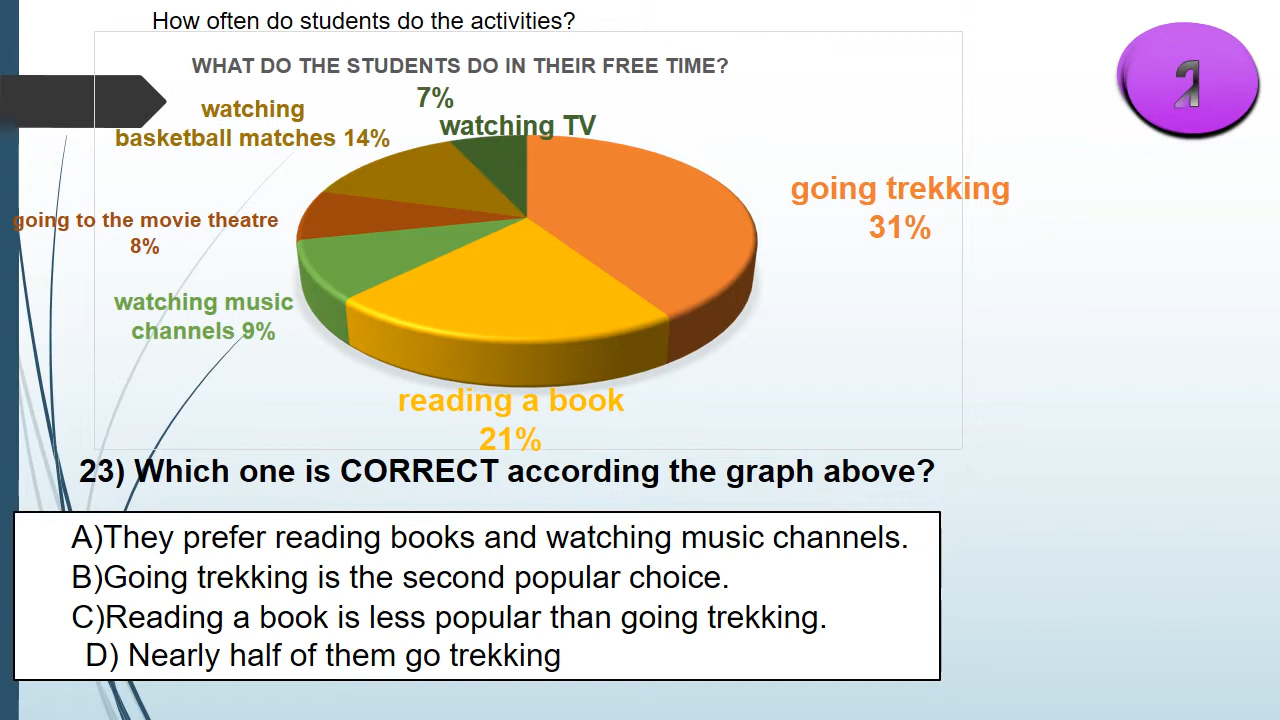 How often do students do the activities?
WHAT DO THE STUDENTS DO IN THEIR FREE TIME?
7%
watching TV
watching
basketball matches 14%
going trekking
31%
going to the movie theatre
8%
watching music
channels 9%
reading a book
21%
23) Which one is CORRECT according the graph above?
A)They prefer reading books and watching music channels.
B)Going trekking is the second popular choice.
C)Reading a book is less popular than going trekking.
D) Nearly half of them go trekking